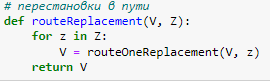 # перестановки в пути
def routeReplacement(V, Z):
    for z in Z:
        V = routeOneReplacement(V, z)
    return V